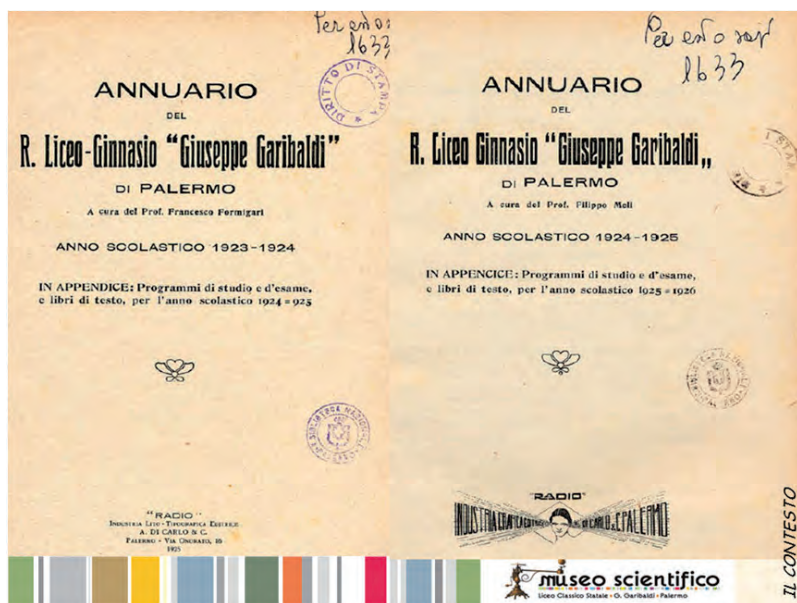 Per onor
1633
DIRITTO DI STAMPA
ANNUARIO
DEL
R. Liceo-Ginnasio "Giuseppe Garibaldi"
DI PALERMO
A cura del Prof. Francesco Formigari
ANNO SCOLASTICO 1923-1924
IN APPENDICE: Programmi di studio e d'esame,
e libri di testo, per l'anno scolastico 1924=925
"RADIO"
INDUSTRIA LITO-TIPOGRAFICA EDITRICE
A. DI CARLO & C.
PALERMO - VIA ONORATO, 18
1925
1633
ANNUARIO
DEL
R. Liceo Ginnasio "Giuseppe Garibaldi„
DI PALERMO
A cura del Prof. Filippo Meli
ANNO SCOLASTICO 1924-1925
IN APPENCICE: Programmi di studio e d'esame,
e libri di testo, per l'anno scolastico 1925=1926
"RADIO"
INDUSTRIA DI CARLO & C. PALERMO
IL CONTESTO
museo scientifico
Liceo Classico Statale • G. Garibaldi • Palermo